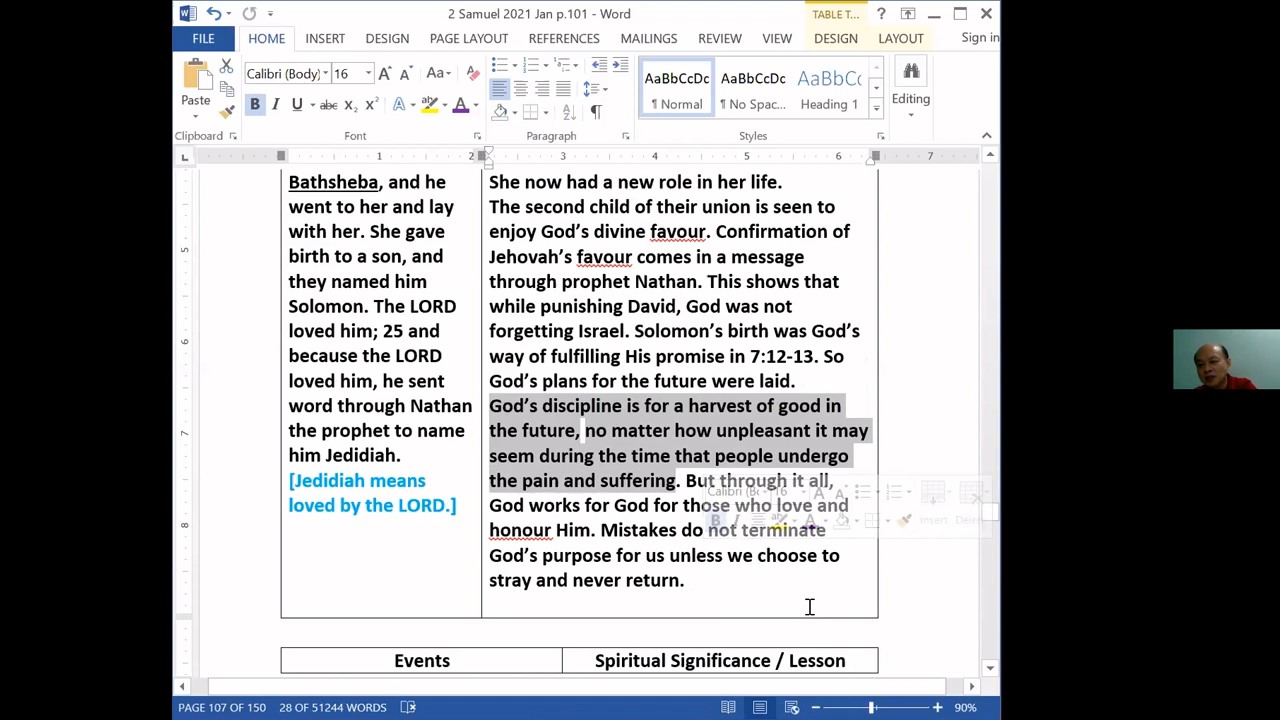 2 Samuel 2021 Jan p.101 - Word
TABLE T...
FILE HOME INSERT DESIGN PAGE LAYOUT REFERENCES MAILINGS REVIEW VIEW DESIGN LAYOUT Sign in
Calibri (Body) 16
Paste
AaBbCcDc AaBbCcDc AaBbCc
¶ Normal ¶ No Spac... Heading 1
Editing
Clipboard Font Paragraph Styles
1 2 3 4 5 6 7
Bathsheba, and he
went to her and lay
with her. She gave
birth to a son, and
they named him
Solomon. The LORD
loved him; 25 and
because the LORD
loved him, he sent
word through Nathan
the prophet to name
him Jedidiah.
[Jedidiah means
loved by the LORD.]
She now had a new role in her life.
The second child of their union is seen to
enjoy God's divine favour. Confirmation of
Jehovah's favour comes in a message
through prophet Nathan. This shows that
while punishing David, God was not
forgetting Israel. Solomon's birth was God's
way of fulfilling His promise in 7:12-13. So
God's plans for the future were laid.
God's discipline is for a harvest of good in
the future, no matter how unpleasant it may
seem during the time that people undergo
the pain and suffering. But through it all,
God works for God for those who love and
honour Him. Mistakes do not terminate
God's purpose for us unless we choose to
stray and never return.
Events Spiritual Significance / Lesson
PAGE 107 OF 150 28 OF 51244 WORDS 90%